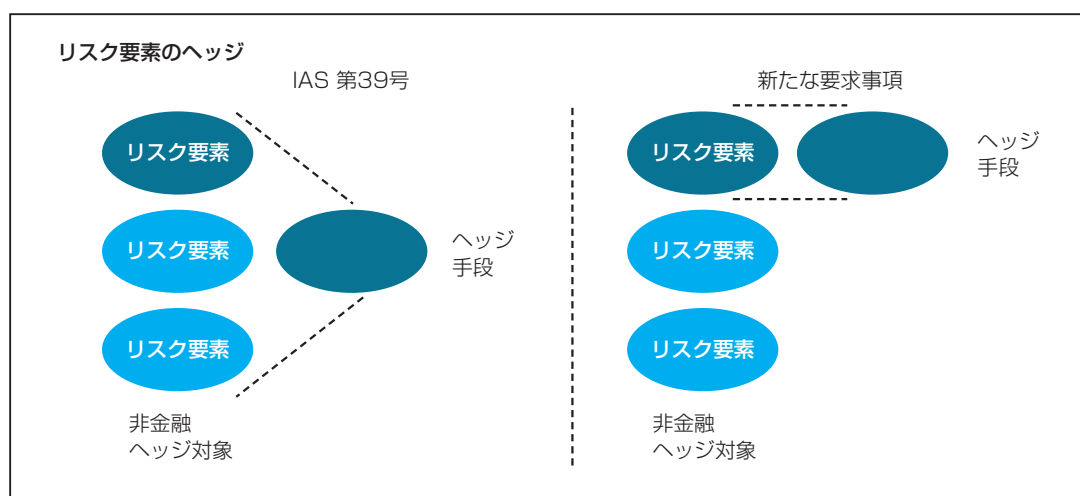 リスク要素のヘッジ
IAS 第39号
リスク要素
リスク要素
リスク要素
ヘッジ
手段
非金融
ヘッジ対象
新たな要求事項
リスク要素
リスク要素
リスク要素
ヘッジ
手段
非金融
ヘッジ対象